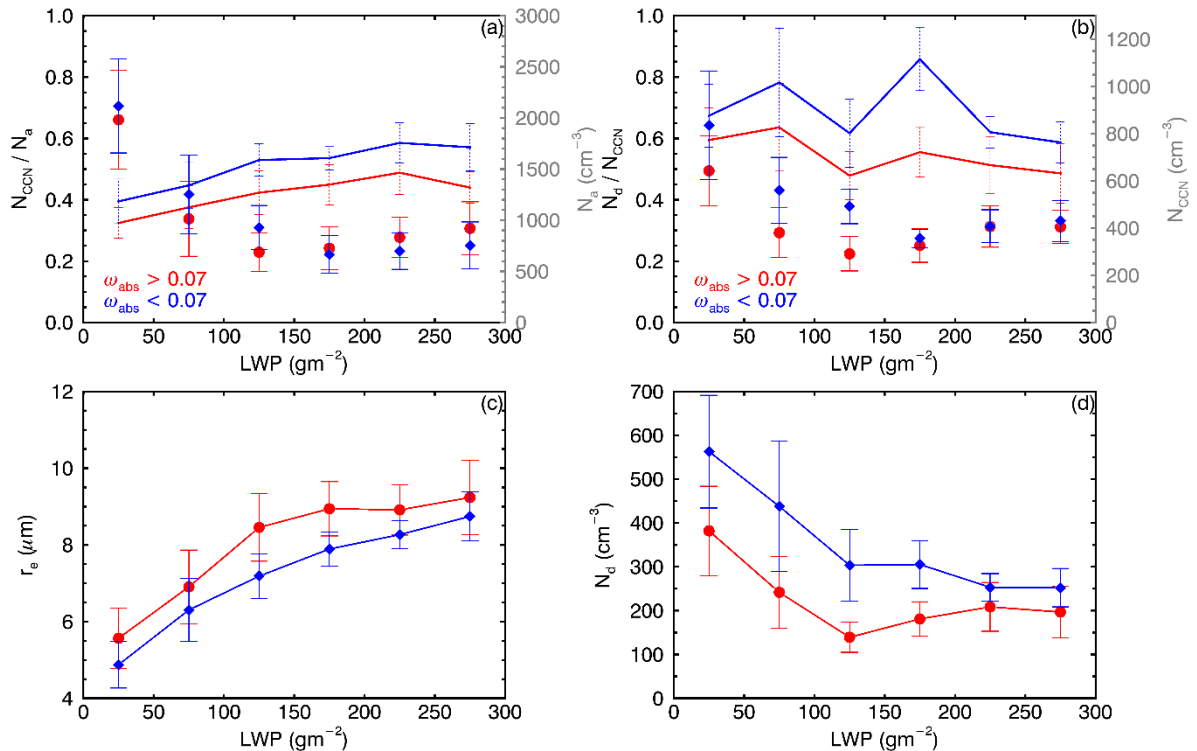 (a)
1.0
0.8
0.6
0.4
0.2
0.0
N_CCN / N_a
3000
2500
2000
1500
1000
500
0
N_a (cm⁻³)
ω_abs > 0.07
ω_abs < 0.07
0 50 100 150 200 250 300
LWP (gm⁻²)
(b)
1.0
0.8
0.6
0.4
0.2
0.0
N_d / N_CCN
1200
1000
800
600
400
200
0
N_CCN (cm⁻³)
ω_abs > 0.07
ω_abs < 0.07
0 50 100 150 200 250 300
LWP (gm⁻²)
(c)
12
10
8
6
4
r_e (μm)
0 50 100 150 200 250 300
LWP (gm⁻²)
(d)
700
600
500
400
300
200
100
0
N_d (cm⁻³)
0 50 100 150 200 250 300
LWP (gm⁻²)